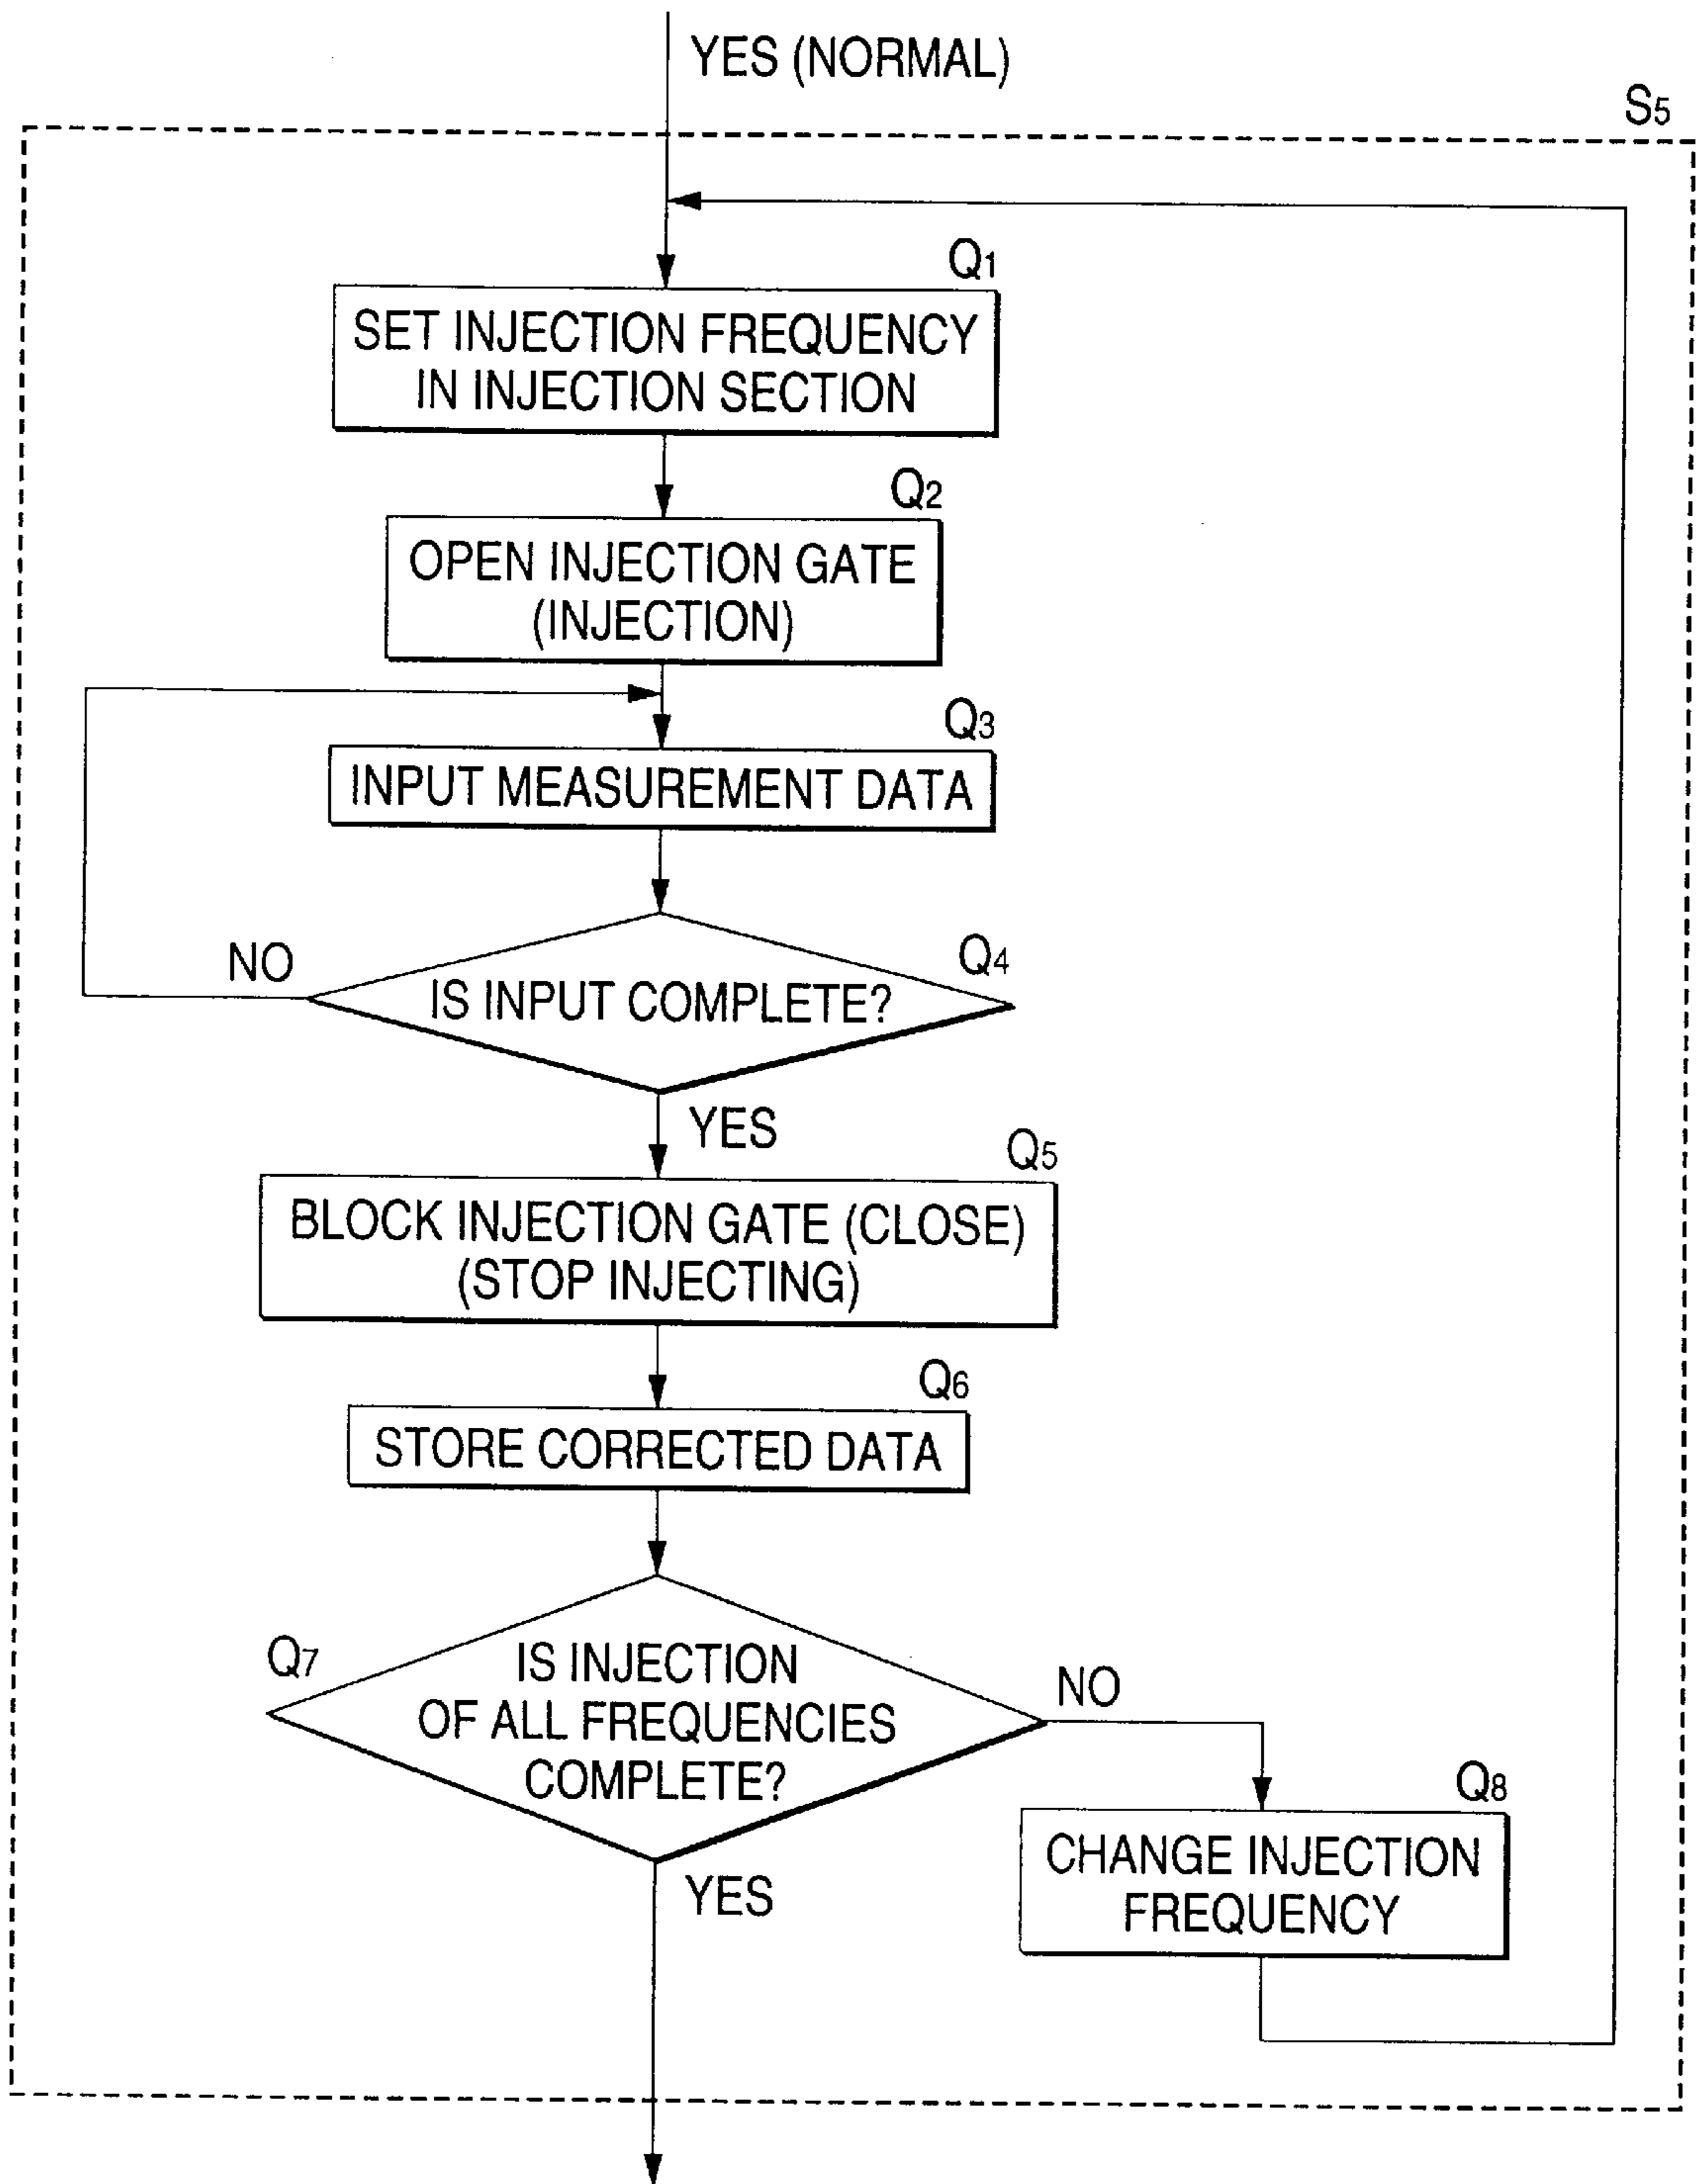 YES (NORMAL)
S5
Q1
SET INJECTION FREQUENCY
IN INJECTION SECTION
Q2
OPEN INJECTION GATE
(INJECTION)
Q3
INPUT MEASUREMENT DATA
NO
Q4
IS INPUT COMPLETE?
YES
Q5
BLOCK INJECTION GATE (CLOSE)
(STOP INJECTING)
Q6
STORE CORRECTED DATA
Q7
IS INJECTION
OF ALL FREQUENCIES
COMPLETE?
NO
Q8
CHANGE INJECTION
FREQUENCY
YES